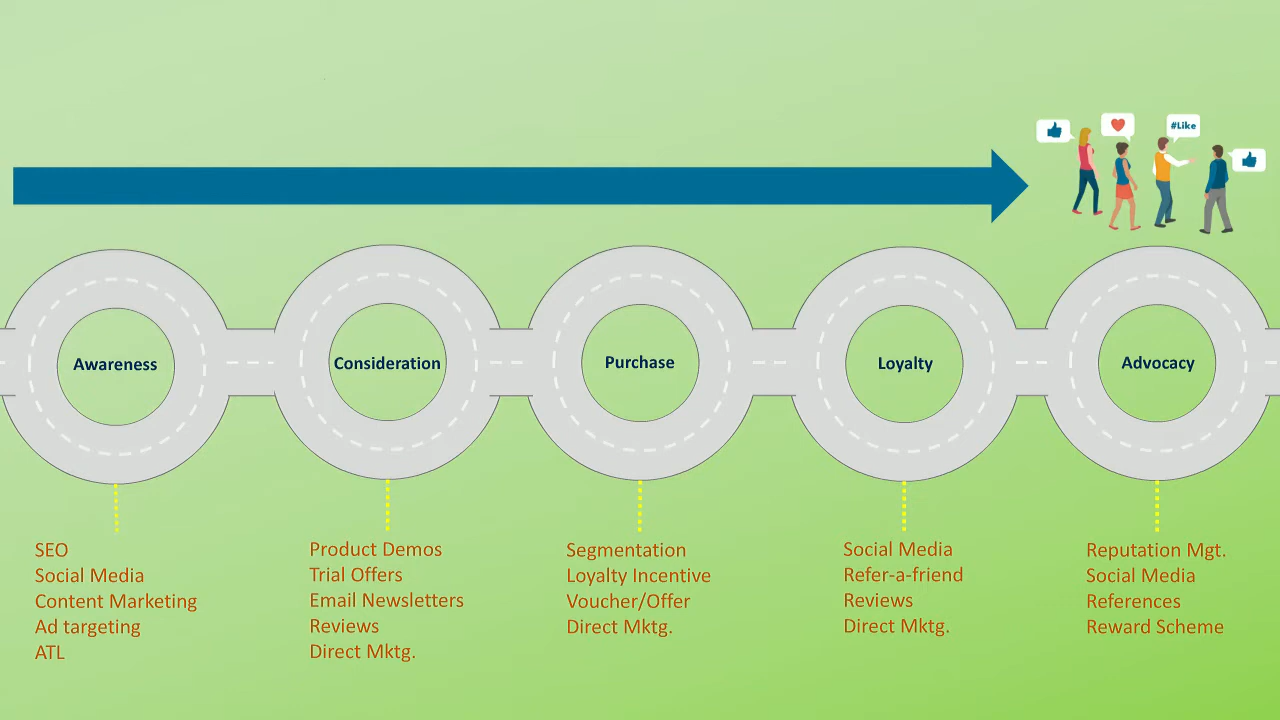 #Like
Awareness
Consideration
Purchase
Loyalty
Advocacy
SEO
Social Media
Content Marketing
Ad targeting
ATL
Product Demos
Trial Offers
Email Newsletters
Reviews
Direct Mktg.
Segmentation
Loyalty Incentive
Voucher/Offer
Direct Mktg.
Social Media
Refer-a-friend
Reviews
Direct Mktg.
Reputation Mgt.
Social Media
References
Reward Scheme